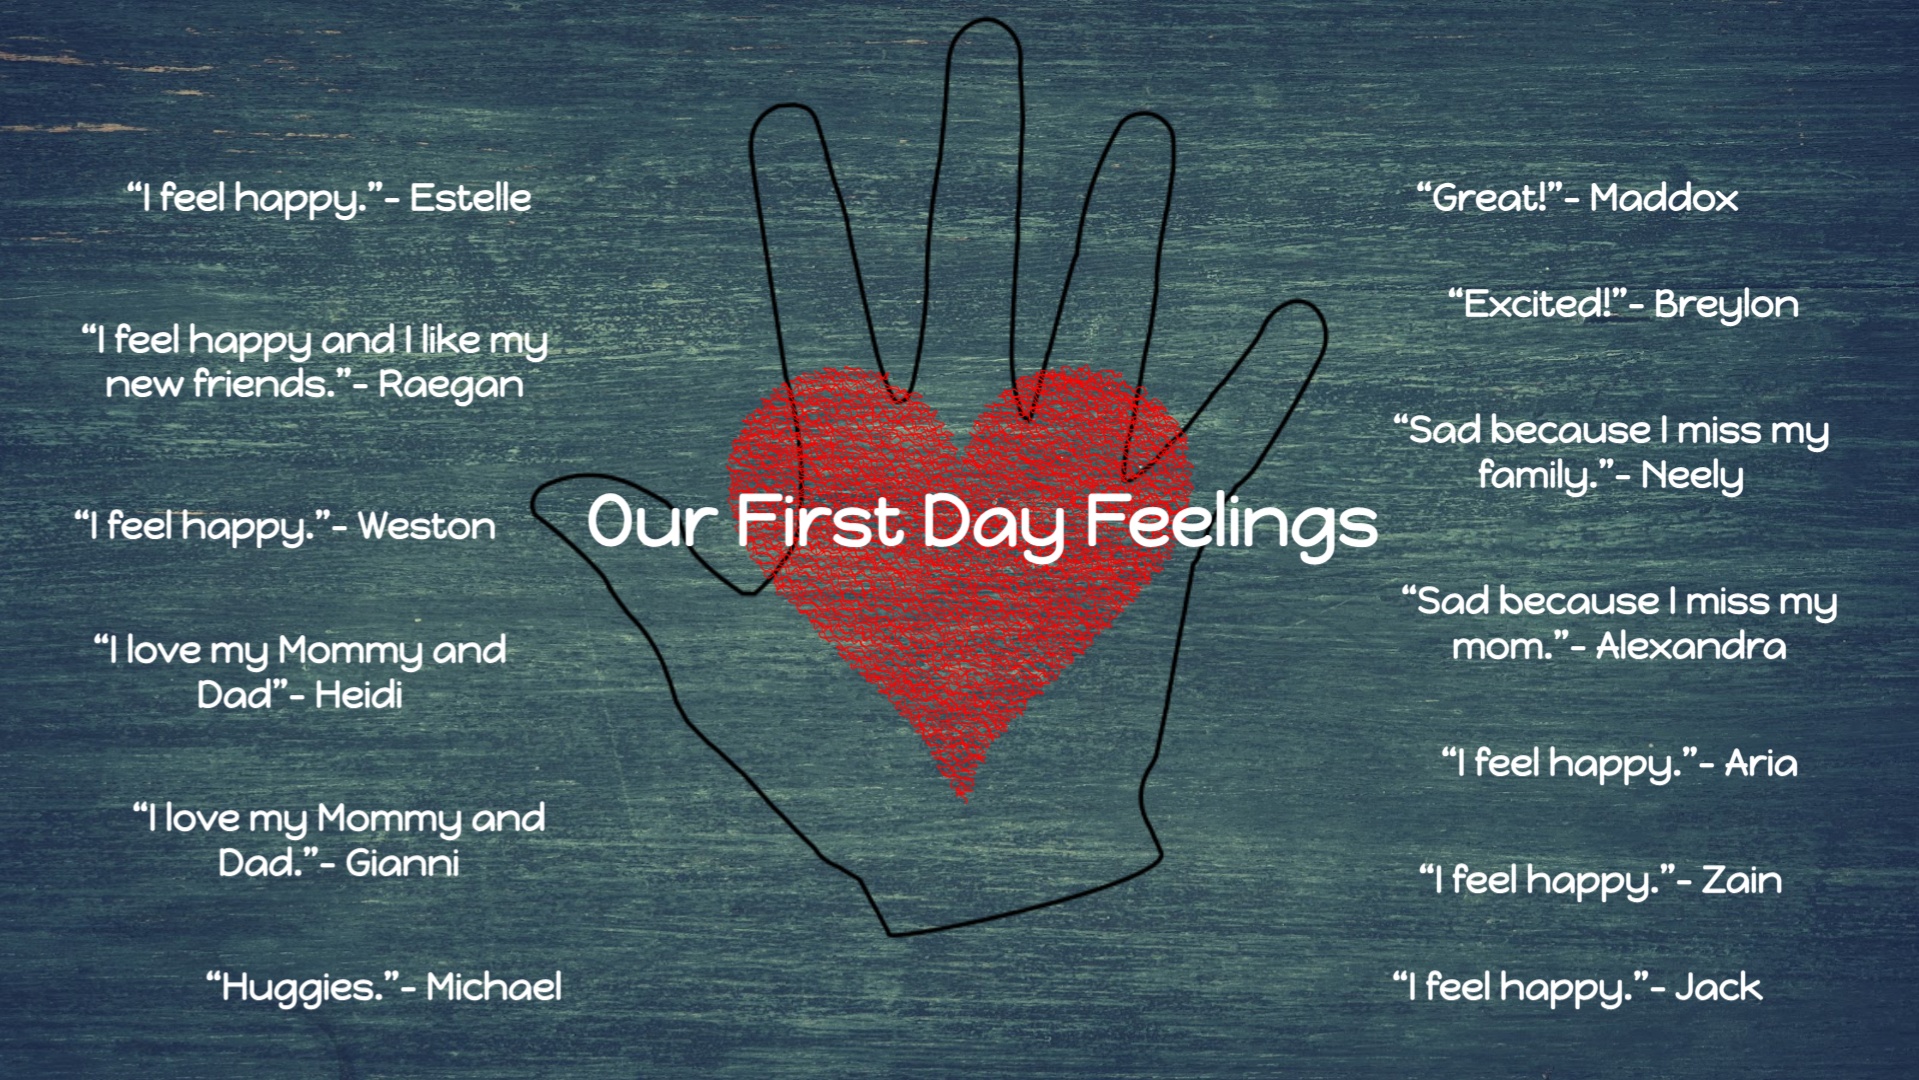 “I feel happy.”- Estelle
“I feel happy and I like my
new friends.”- Raegan
“I feel happy.”- Weston
“I love my Mommy and
Dad”- Heidi
“I love my Mommy and
Dad.”- Gianni
“Huggies.”- Michael
Our First Day Feelings
“Great!”- Maddox
“Excited!”- Breylon
“Sad because I miss my
family.”- Neely
“Sad because I miss my
mom.”- Alexandra
“I feel happy.”- Aria
“I feel happy.”- Zain
“I feel happy.”- Jack